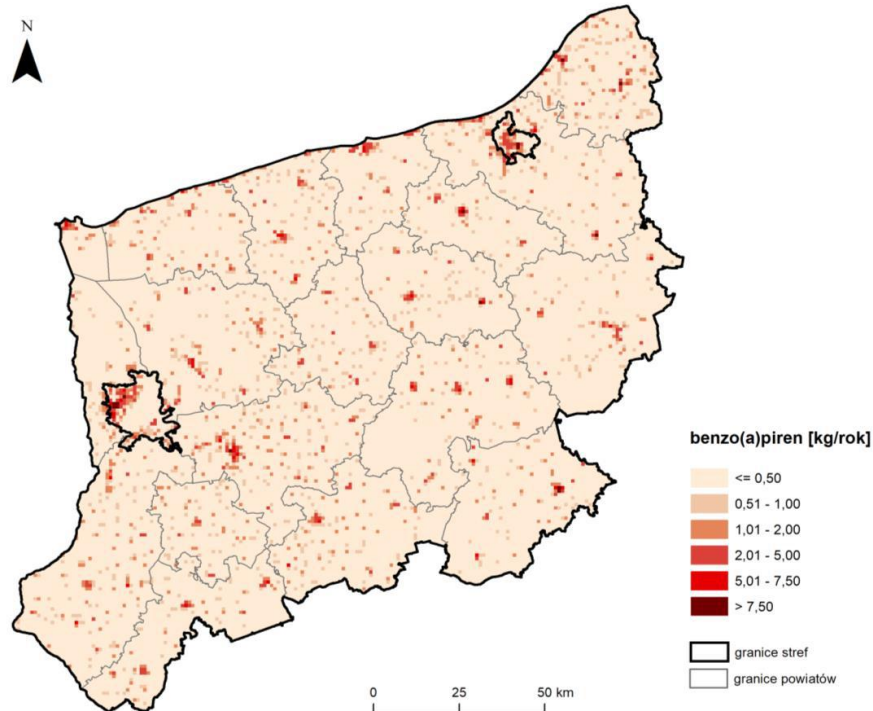 N
benzo(a)piren [kg/rok]
<= 0,50
0,51 - 1,00
1,01 - 2,00
2,01 - 5,00
5,01 - 7,50
> 7,50
granice stref
granice powiatów
0 25 50 km